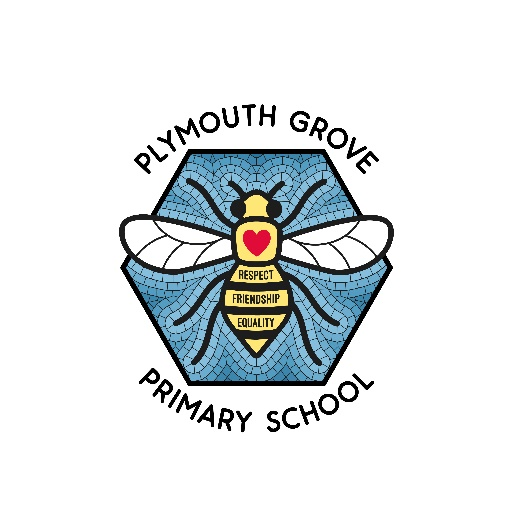 PLYMOUTH GROVE
RESPECT
FRIENDSHIP
EQUALITY
PRIMARY SCHOOL